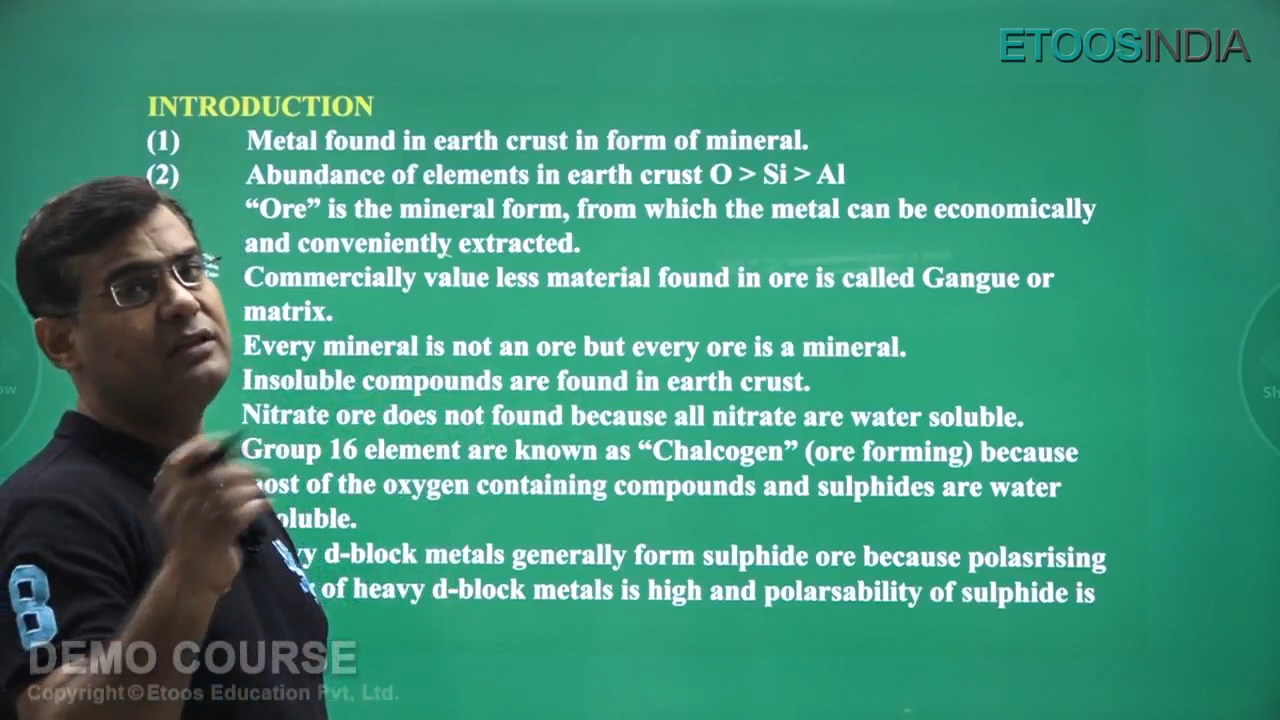 ETOOSINDIA
INTRODUCTION
(1) Metal found in earth crust in form of mineral.
(2) Abundance of elements in earth crust O > Si > Al
“Ore” is the mineral form, from which the metal can be economically
and conveniently extracted.
Commercially value less material found in ore is called Gangue or
matrix.
Every mineral is not an ore but every ore is a mineral.
Insoluble compounds are found in earth crust.
Nitrate ore does not found because all nitrate are water soluble.
Group 16 element are known as “Chalcogen” (ore forming) because
of the oxygen containing compounds and sulphides are water
d-block metals generally form sulphide ore because polasrising
of heavy d-block metals is high and polarsability of sulphide is
8
DEMO COURSE
Copyright©Etoos Education Pvt. Ltd.